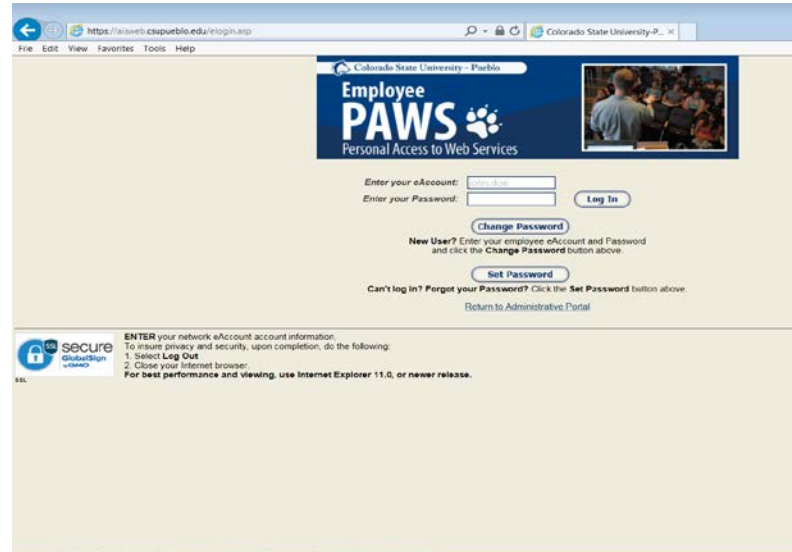 https://aisweb.csupueblo.edu/elogin.asp
Colorado State University-P...
File Edit View Favorites Tools Help
Colorado State University - Pueblo
Employee
PAWS
Personal Access to Web Services
Enter your eAccount: john.doe
Enter your Password:
Log In
Change Password
New User? Enter your employee eAccount and Password
and click the Change Password button above.
Set Password
Can't log in? Forgot your Password? Click the Set Password button above.
Return to Administrative Portal
SSL
secure
GlobalSign
by GMO
SSL
ENTER your network eAccount account information.
To insure privacy and security, upon completion, do the following:
1. Select Log Out
2. Close your Internet browser.
For best performance and viewing, use Internet Explorer 11.0, or newer release.